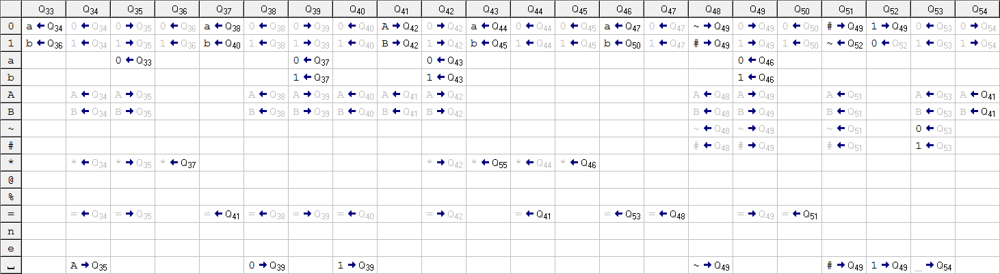 Q33 Q34 Q35 Q36 Q37 Q38 Q39 Q40 Q41 Q42 Q43 Q44 Q45 Q46 Q47 Q48 Q49 Q50 Q51 Q52 Q53 Q54
0 a←Q34 0←Q34 0→Q35 0←Q36 a←Q38 0←Q38 0→Q39 0←Q40 A→Q42 0→Q42 a←Q44 0←Q44 0←Q45 a←Q47 0←Q47 ~→Q49 0→Q49 0←Q50 #→Q49 1→Q49 0←Q53 0→Q54
1 b←Q36 1←Q34 1→Q35 1←Q36 b←Q40 1←Q38 1→Q39 1←Q40 B→Q42 1→Q42 b←Q45 1←Q44 1←Q45 b←Q50 1←Q47 #→Q49 1→Q49 1←Q50 ~←Q52 0←Q52 1←Q53 1→Q54
a 0←Q33 0←Q37 0←Q43 0←Q46
b 1←Q37 1←Q43 1←Q46
A A←Q34 A→Q35 A←Q38 A→Q39 A←Q40 A←Q41 A→Q42 A←Q48 A→Q49 A←Q51 A←Q53 A←Q41
B B←Q34 B→Q35 B←Q38 B→Q39 B←Q40 B←Q41 B→Q42 B←Q48 B→Q49 B←Q51 B←Q53 B←Q41
~ ~←Q48 ~→Q49 ~←Q51 0←Q53
# #←Q48 #→Q49 #←Q51 1←Q53
* *←Q34 *→Q35 *←Q37 *→Q42 *←Q55 *←Q44 *←Q46
@
%
= =←Q34 =→Q35 =←Q41 =←Q38 =→Q39 =←Q40 =→Q42 =←Q41 =←Q53 =←Q48 =→Q49 =←Q51
n
e
␣ A→Q35 0→Q39 1→Q39 ~→Q49 #→Q49 1→Q49 _→Q54